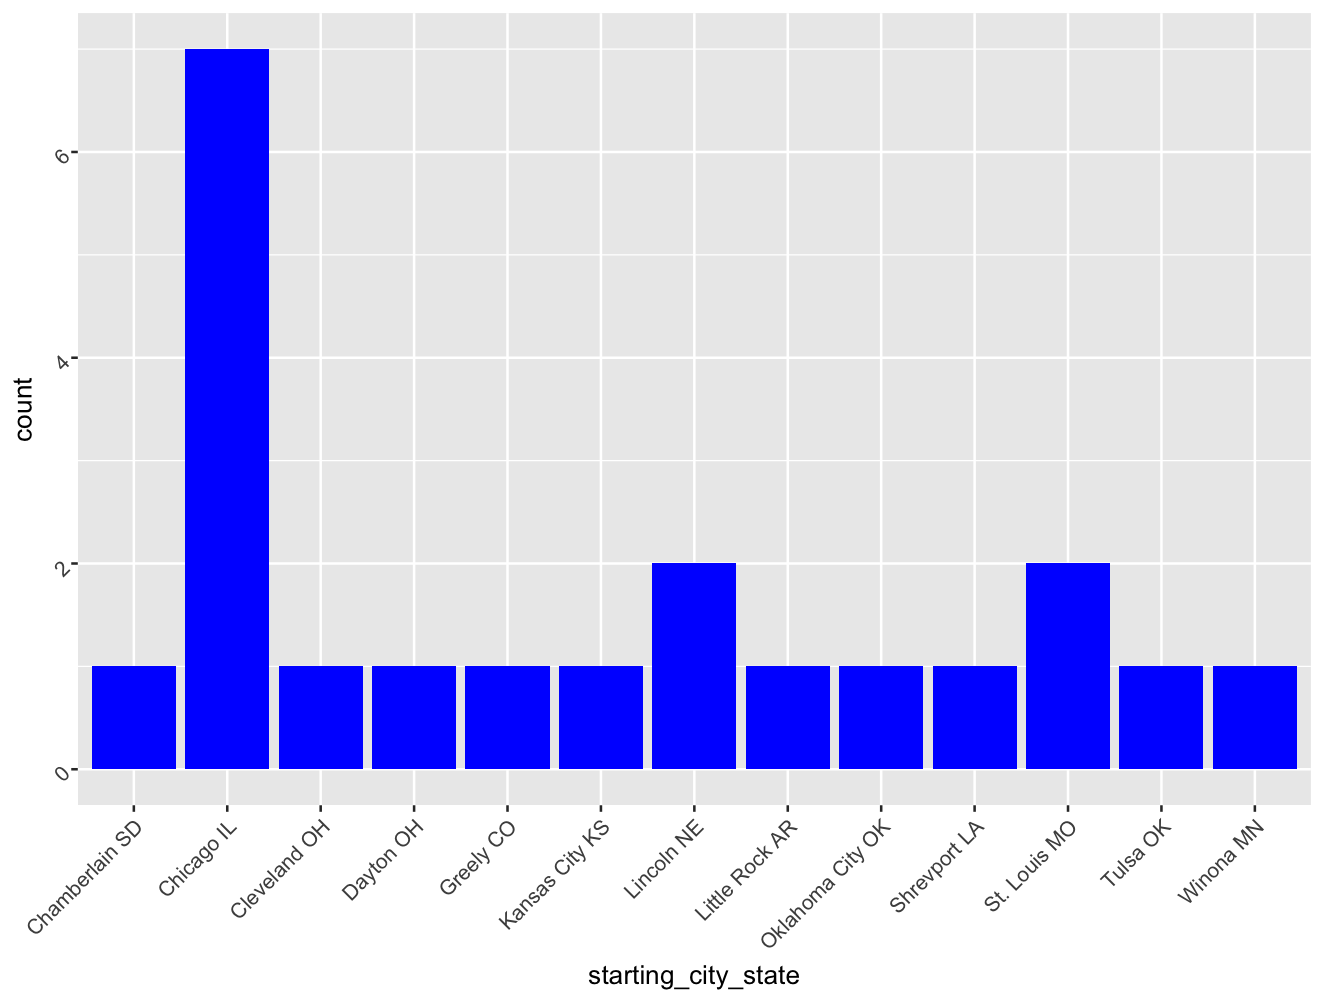 6
4
2
0
count
Chamberlain SD
Chicago IL
Cleveland OH
Dayton OH
Greely CO
Kansas City KS
Lincoln NE
Little Rock AR
Oklahoma City OK
Shrevport LA
St. Louis MO
Tulsa OK
Winona MN
starting_city_state